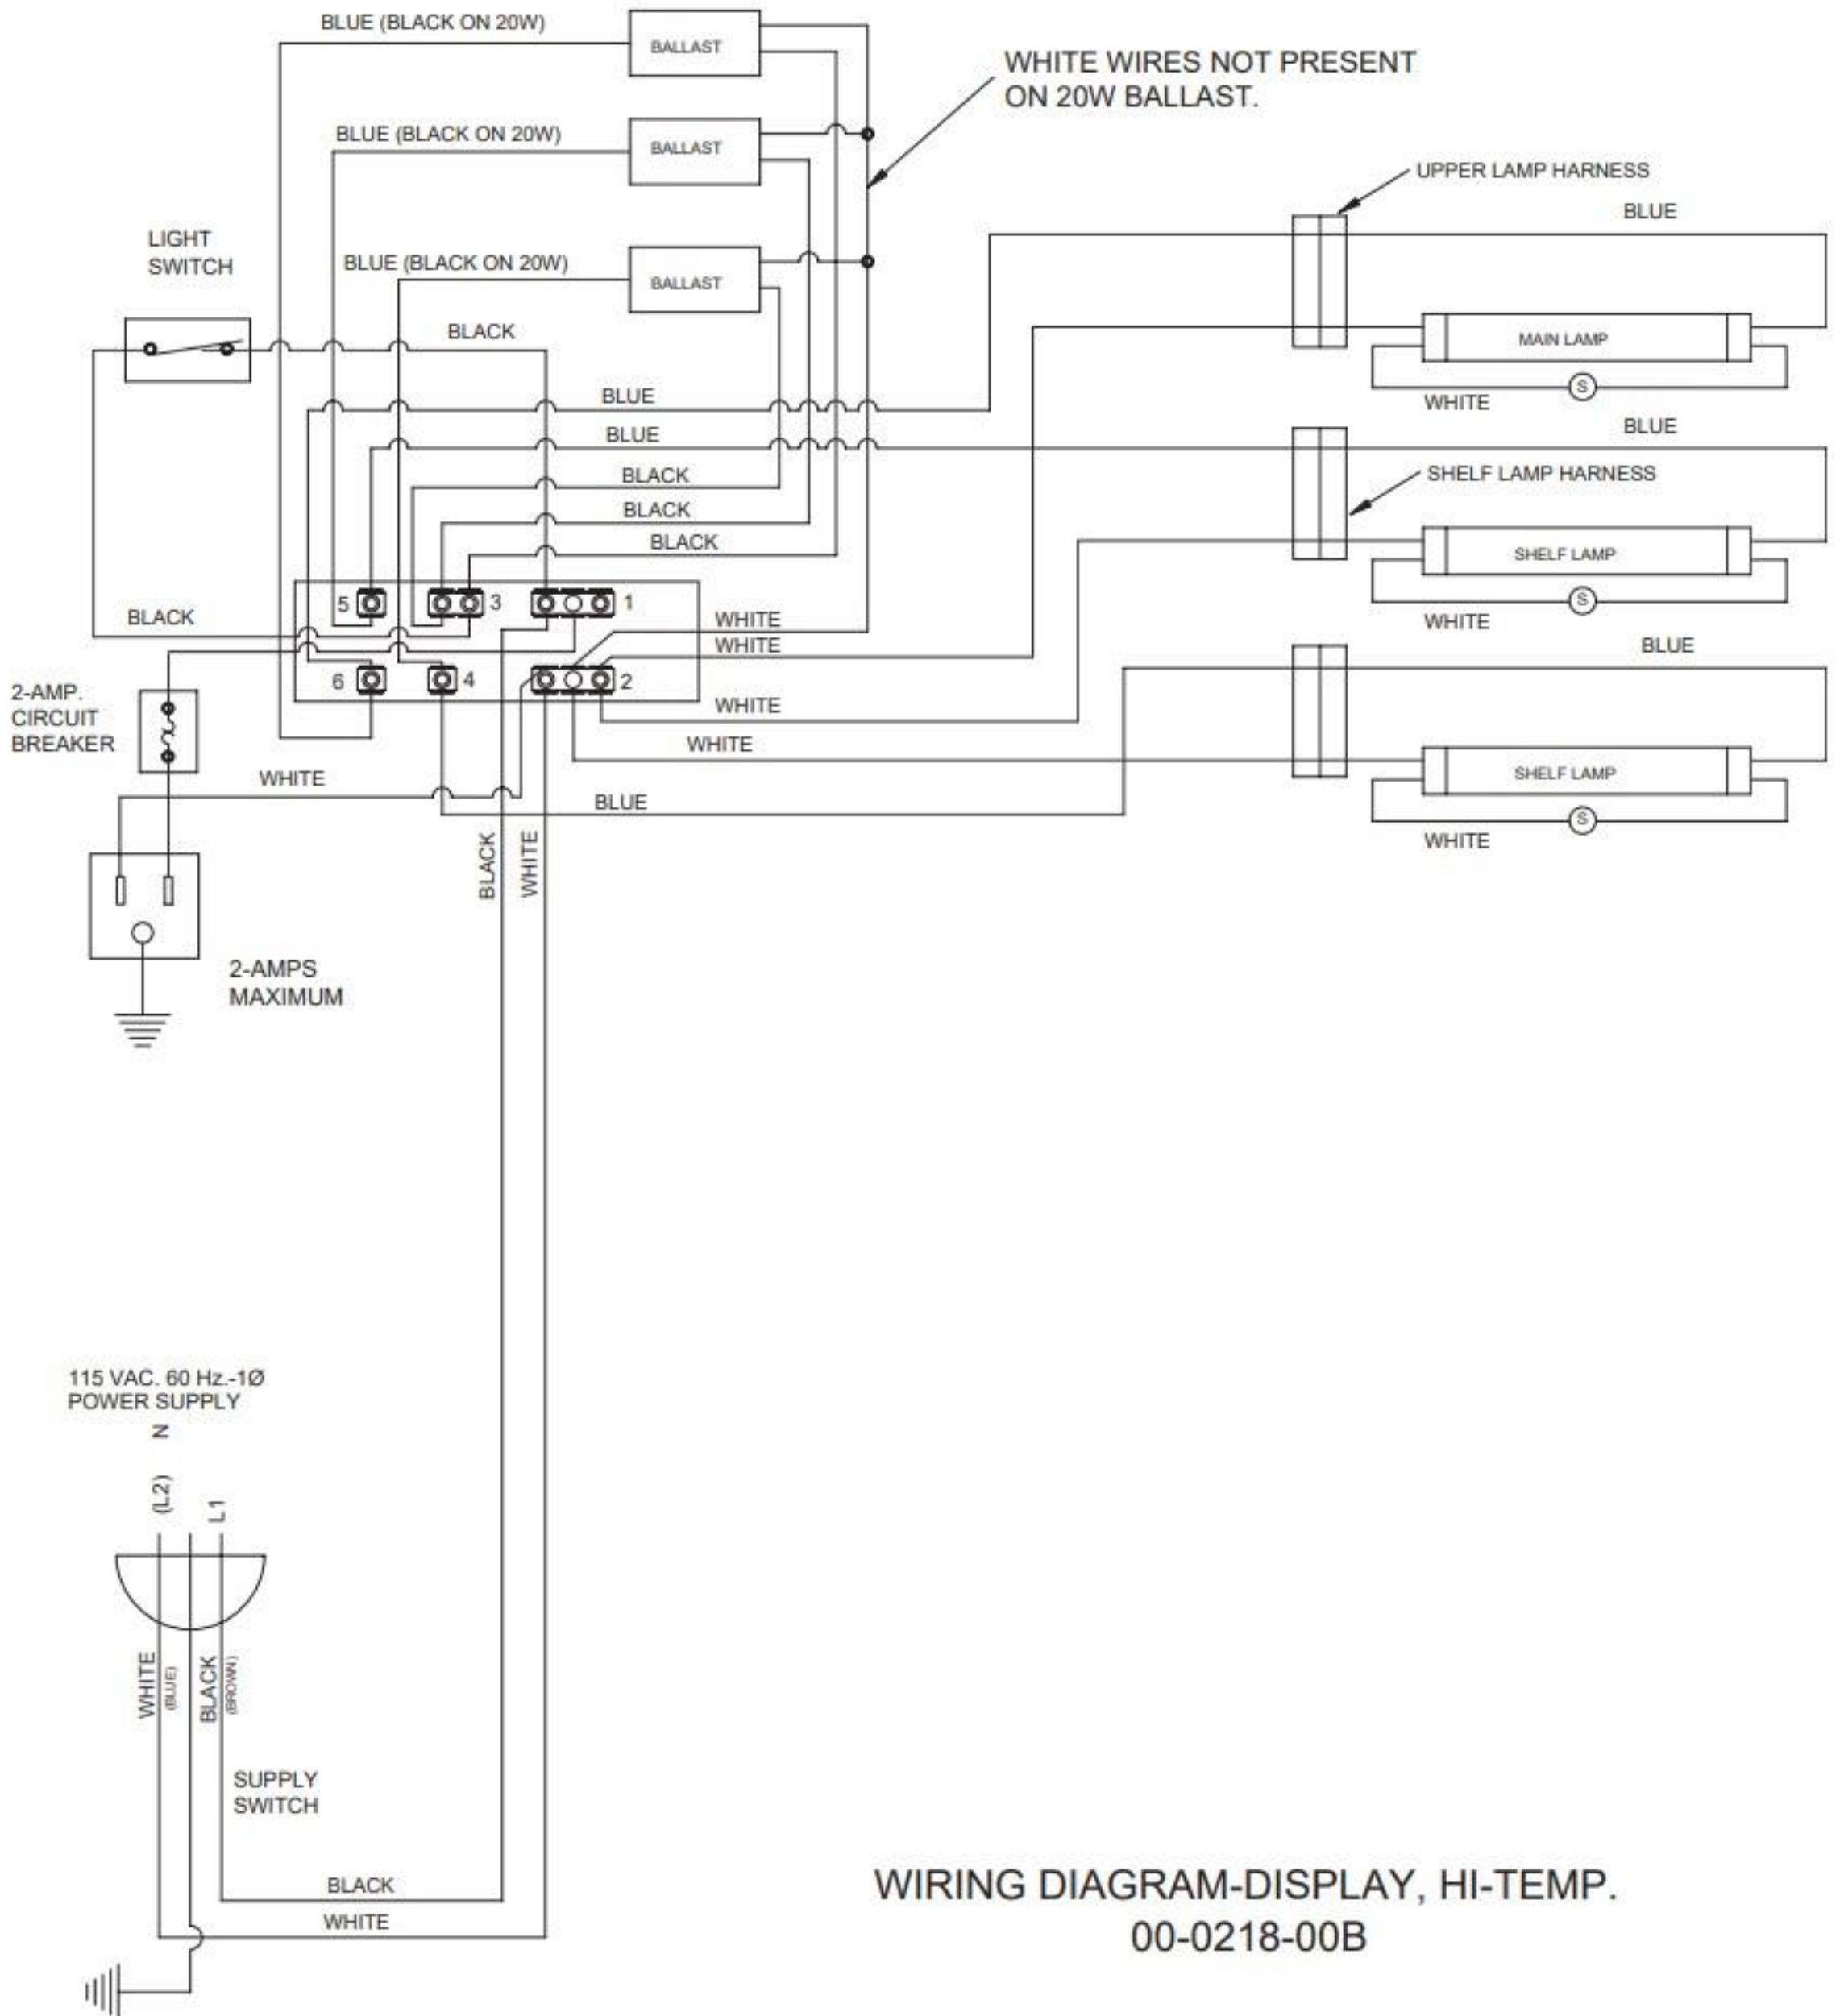 BLUE (BLACK ON 20W)
BALLAST
WHITE WIRES NOT PRESENT
ON 20W BALLAST.
BLUE (BLACK ON 20W)
BALLAST
UPPER LAMP HARNESS
BLUE
LIGHT
SWITCH
BLUE (BLACK ON 20W)
BALLAST
BLACK
MAIN LAMP
S
WHITE
BLUE
BLUE
BLUE
SHELF LAMP HARNESS
BLACK
BLACK
BLACK
SHELF LAMP
S
WHITE
5
3
1
BLACK
WHITE
WHITE
BLUE
6
4
2
2-AMP.
CIRCUIT
BREAKER
WHITE
WHITE
WHITE
BLUE
SHELF LAMP
S
WHITE
BLACK
WHITE
2-AMPS
MAXIMUM
115 VAC. 60 Hz.-1Ø
POWER SUPPLY
N
(L2)
L1
WHITE
(BLUE)
BLACK
(BROWN)
SUPPLY
SWITCH
BLACK
WHITE
WIRING DIAGRAM-DISPLAY, HI-TEMP.
00-0218-00B